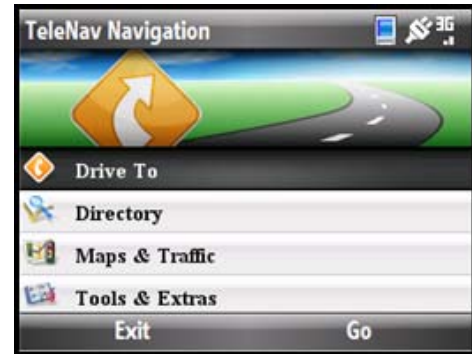 TeleNav Navigation
3G
Drive To
Directory
Maps & Traffic
Tools & Extras
Exit Go